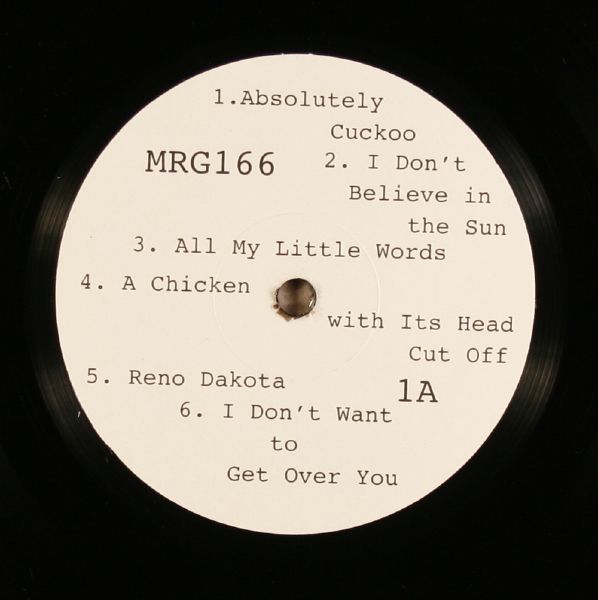 1.Absolutely
Cuckoo
MRG166
2. I Don't
Believe in
the Sun
3. All My Little Words
4. A Chicken
with Its Head
Cut Off
5. Reno Dakota
1A
6. I Don't Want
to
Get Over You